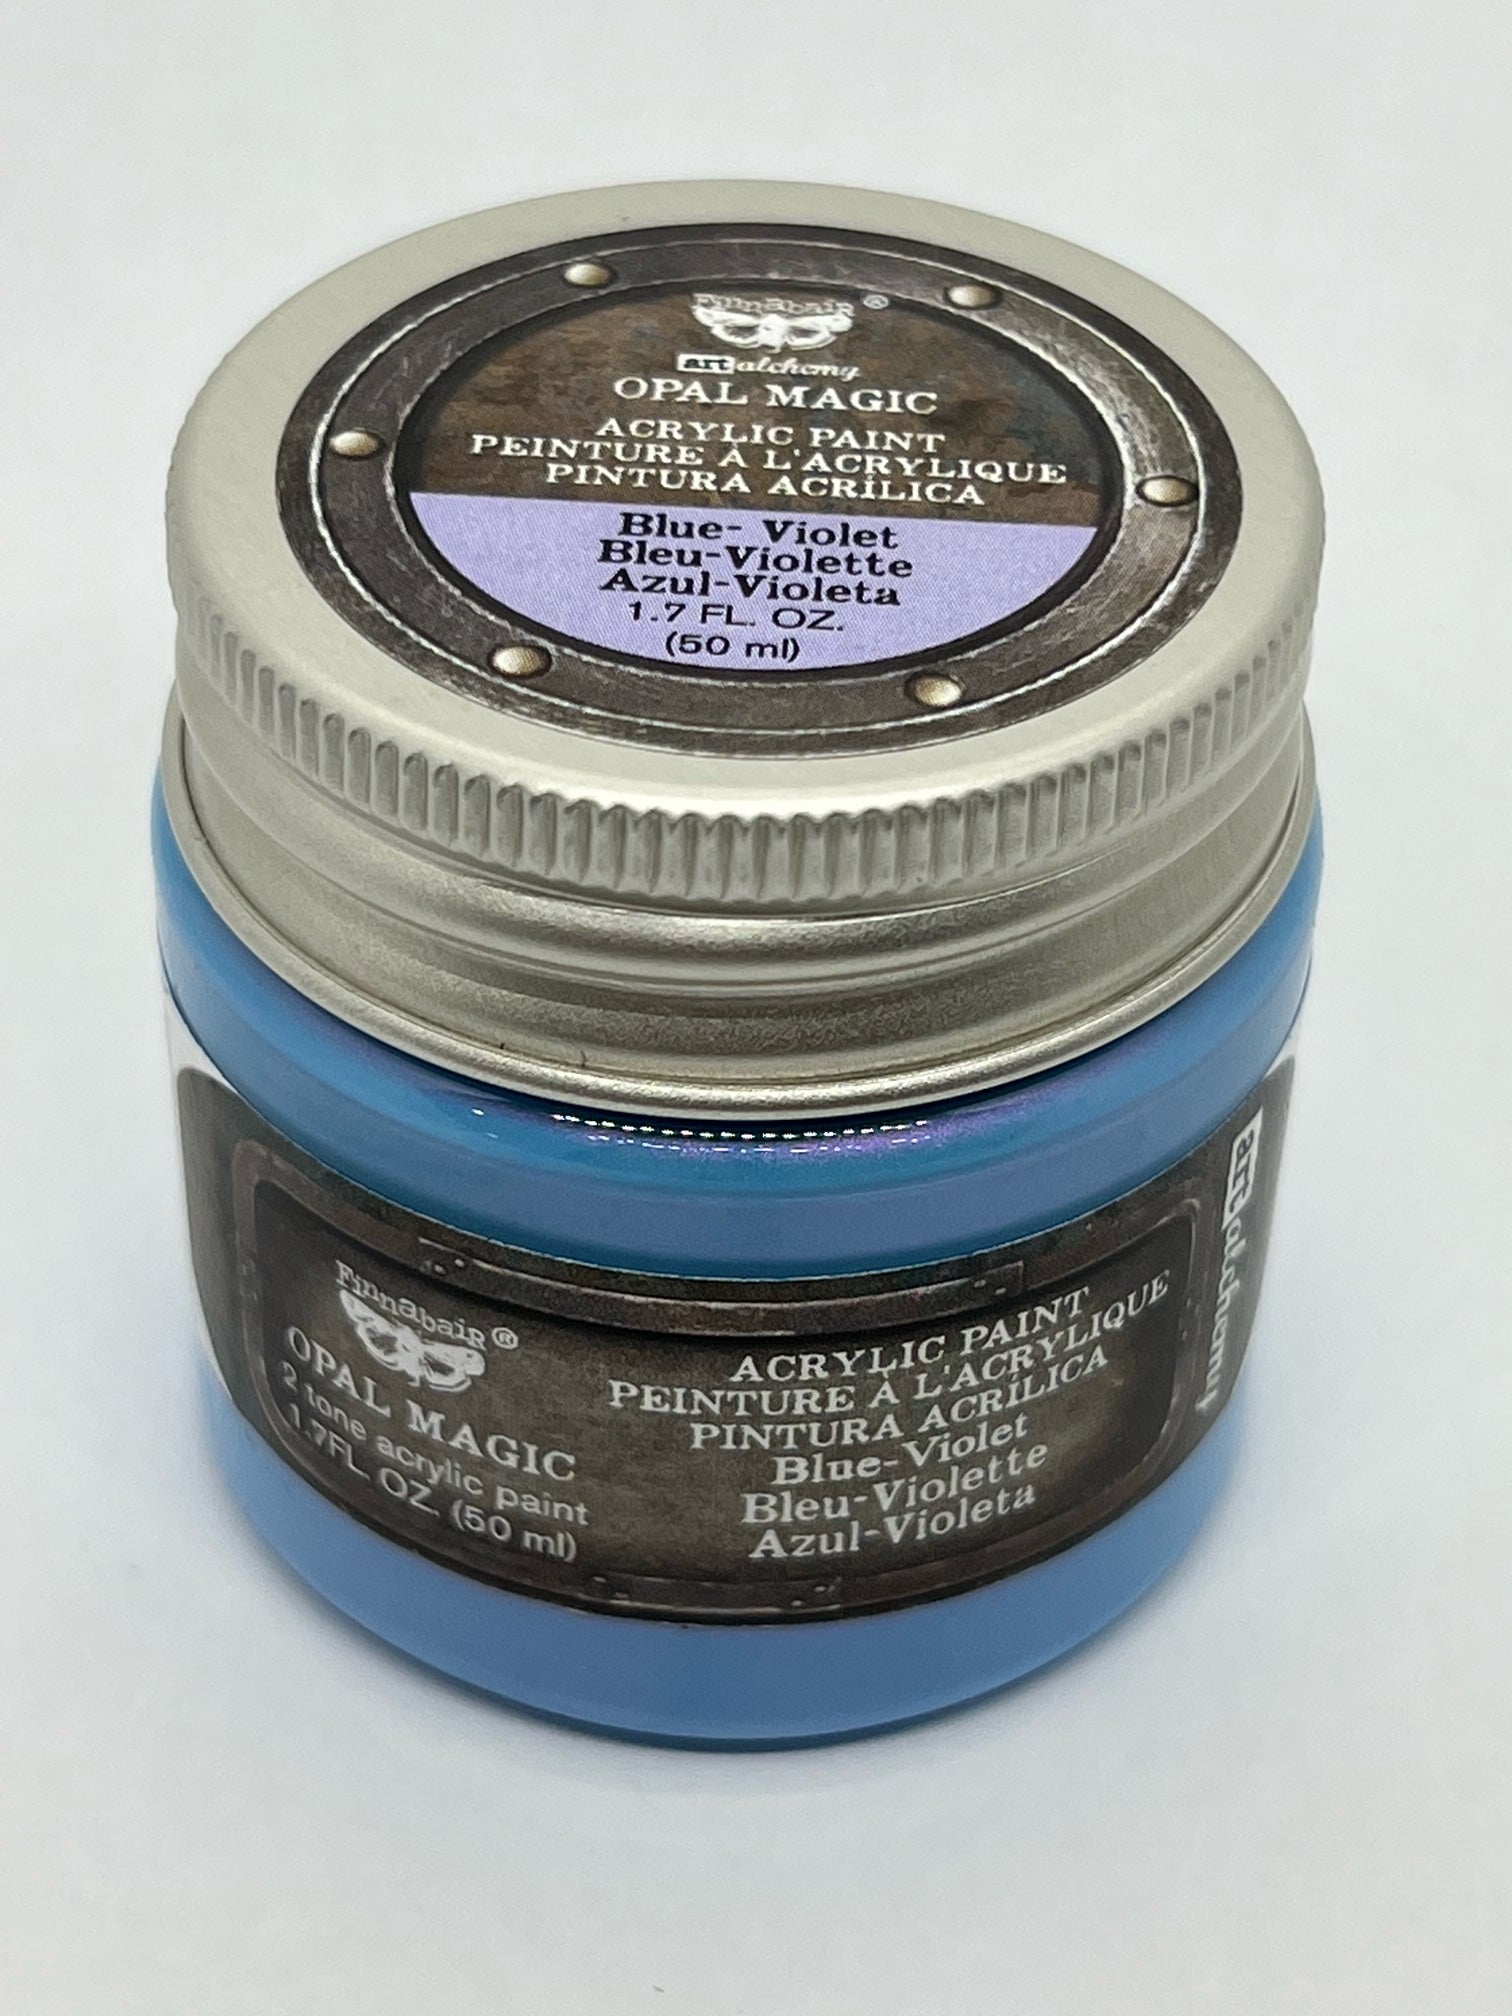 Finnabair®
art alchemy
OPAL MAGIC
ACRYLIC PAINT
PEINTURE À L'ACRYLIQUE
PINTURA ACRÍLICA
Blue- Violet
Bleu-Violette
Azul-Violeta
1.7 FL. OZ.
(50 ml)
Finnabair®
OPAL MAGIC
2 tone acrylic paint
1.7FL. OZ. (50 ml)
ACRYLIC PAINT
PEINTURE À L'ACRYLIQUE
PINTURA ACRÍLICA
Blue-Violet
Bleu-Violette
Azul-Violeta
art alchemy